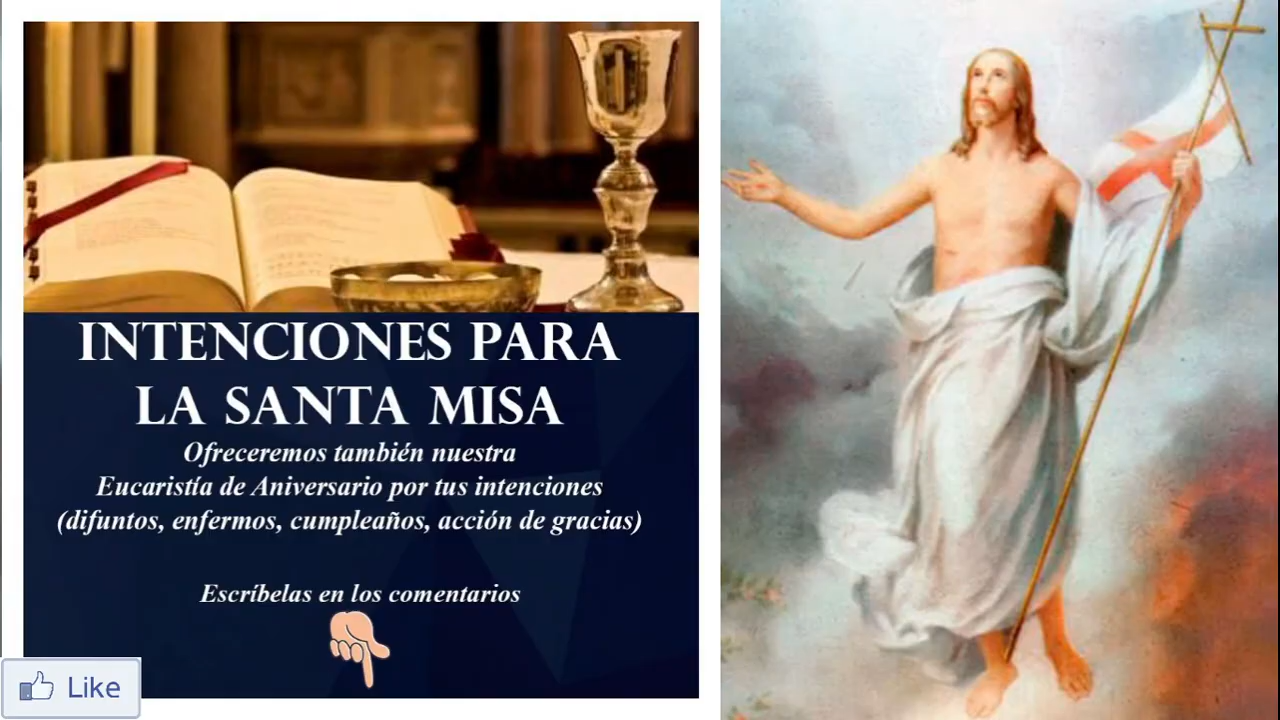 INTENCIONES PARA
LA SANTA MISA
Ofreceremos también nuestra
Eucaristía de Aniversario por tus intenciones
(difuntos, enfermos, cumpleaños, acción de gracias)
Escríbelas en los comentarios
Like